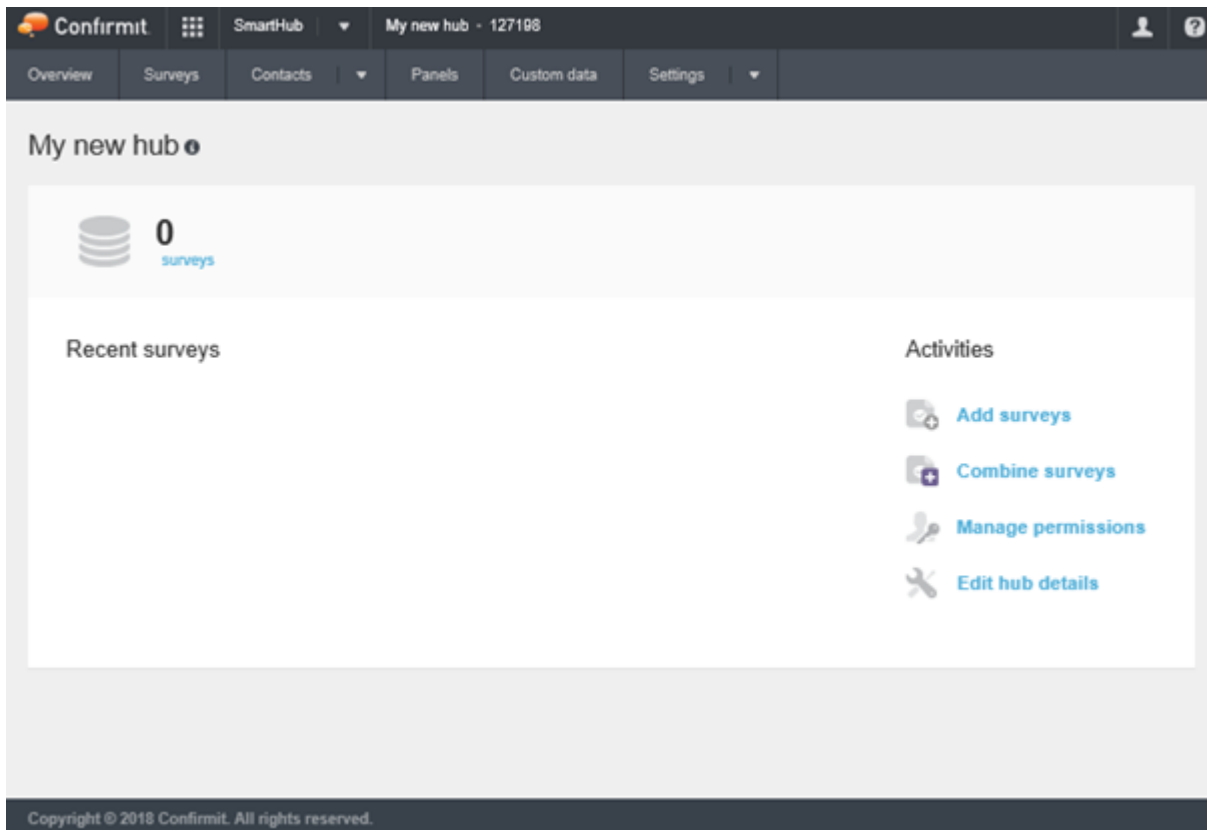 Confirmit. SmartHub My new hub - 127198
Overview Surveys Contacts Panels Custom data Settings
My new hub
0
surveys
Recent surveys
Activities
Add surveys
Combine surveys
Manage permissions
Edit hub details
Copyright © 2018 Confirmit. All rights reserved.